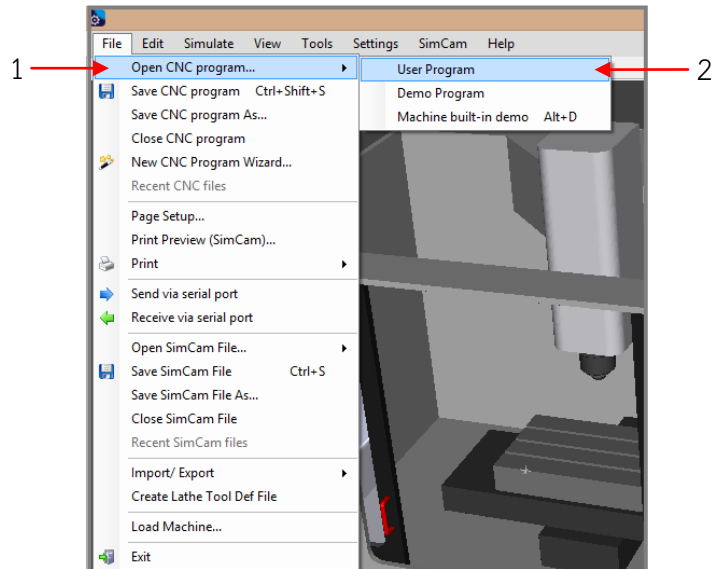 File Edit Simulate View Tools Settings SimCam Help
1 Open CNC program... User Program 2
Save CNC program Ctrl+Shift+S Demo Program
Save CNC program As... Machine built-in demo Alt+D
Close CNC program
New CNC Program Wizard...
Recent CNC files
Page Setup...
Print Preview (SimCam)...
Print
Send via serial port
Receive via serial port
Open SimCam File...
Save SimCam File Ctrl+S
Save SimCam File As...
Close SimCam File
Recent SimCam files
Import/ Export
Create Lathe Tool Def File
Load Machine...
Exit